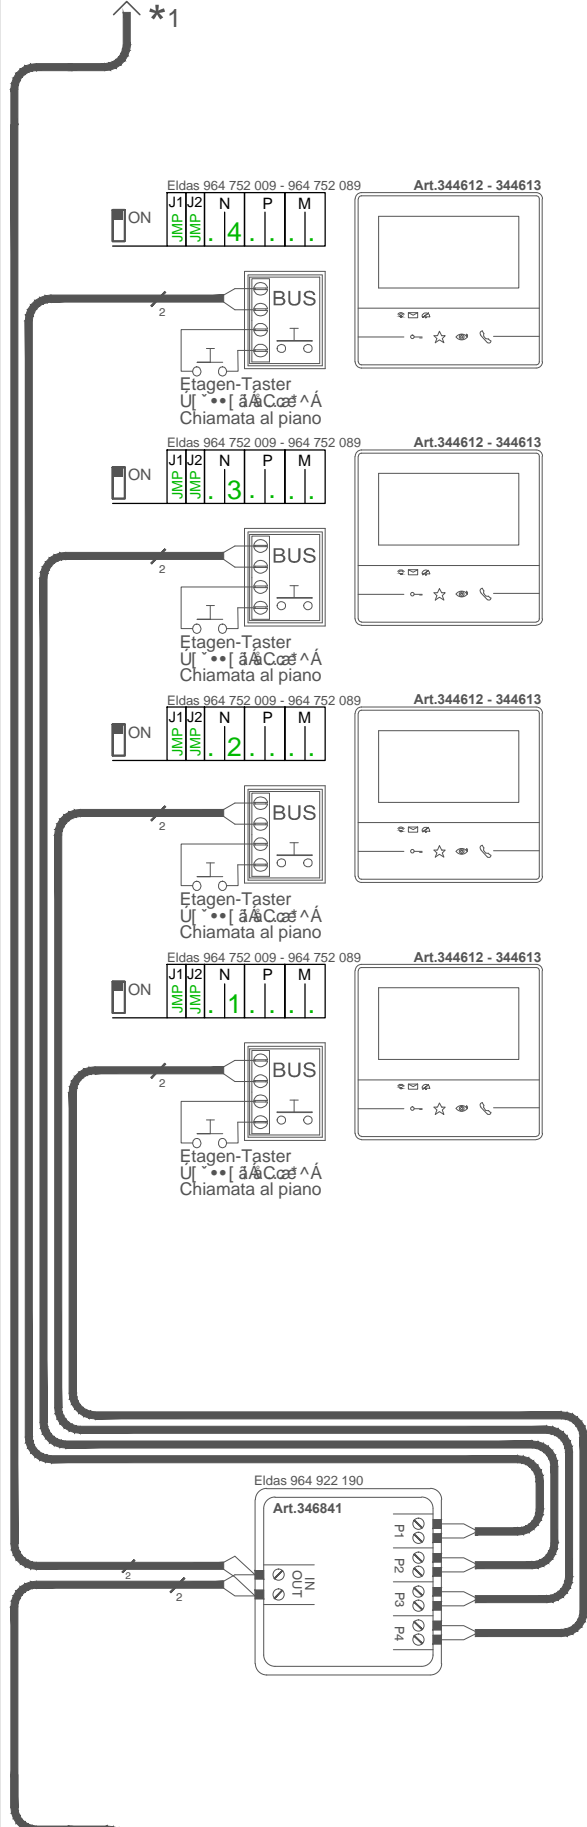 *1
Eldas 964 752 009 - 964 752 089 Art.344612 - 344613
ON J1 J2 N P M
JMP JMP . 4 . . . .
BUS
2
Etagen-Taster
Chiamata al piano
Eldas 964 752 009 - 964 752 089 Art.344612 - 344613
ON J1 J2 N P M
JMP JMP . 3 . . . .
BUS
2
Etagen-Taster
Chiamata al piano
Eldas 964 752 009 - 964 752 089 Art.344612 - 344613
ON J1 J2 N P M
JMP JMP . 2 . . . .
BUS
2
Etagen-Taster
Chiamata al piano
Eldas 964 752 009 - 964 752 089 Art.344612 - 344613
ON J1 J2 N P M
JMP JMP . 1 . . . .
BUS
2
Etagen-Taster
Chiamata al piano
Eldas 964 922 190
Art.346841
P1
P2
P3
P4
IN
OUT
2
2